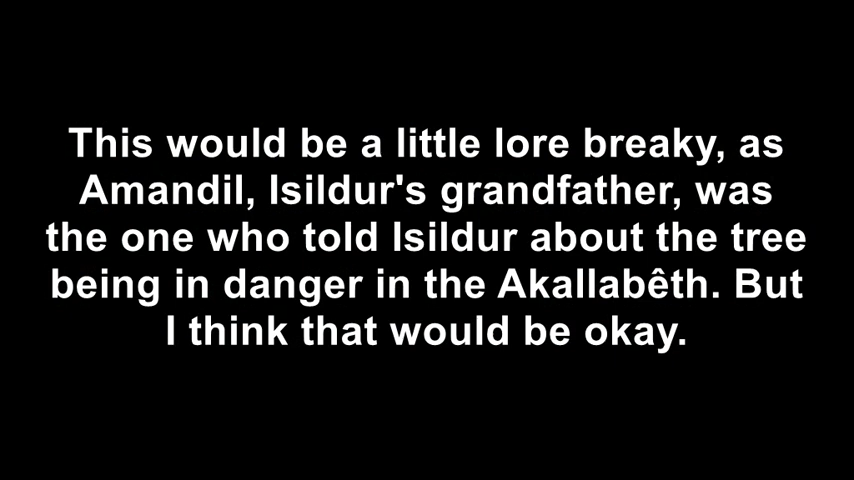 This would be a little lore breaky, as
Amandil, Isildur's grandfather, was
the one who told Isildur about the tree
being in danger in the Akallabêth. But
I think that would be okay.